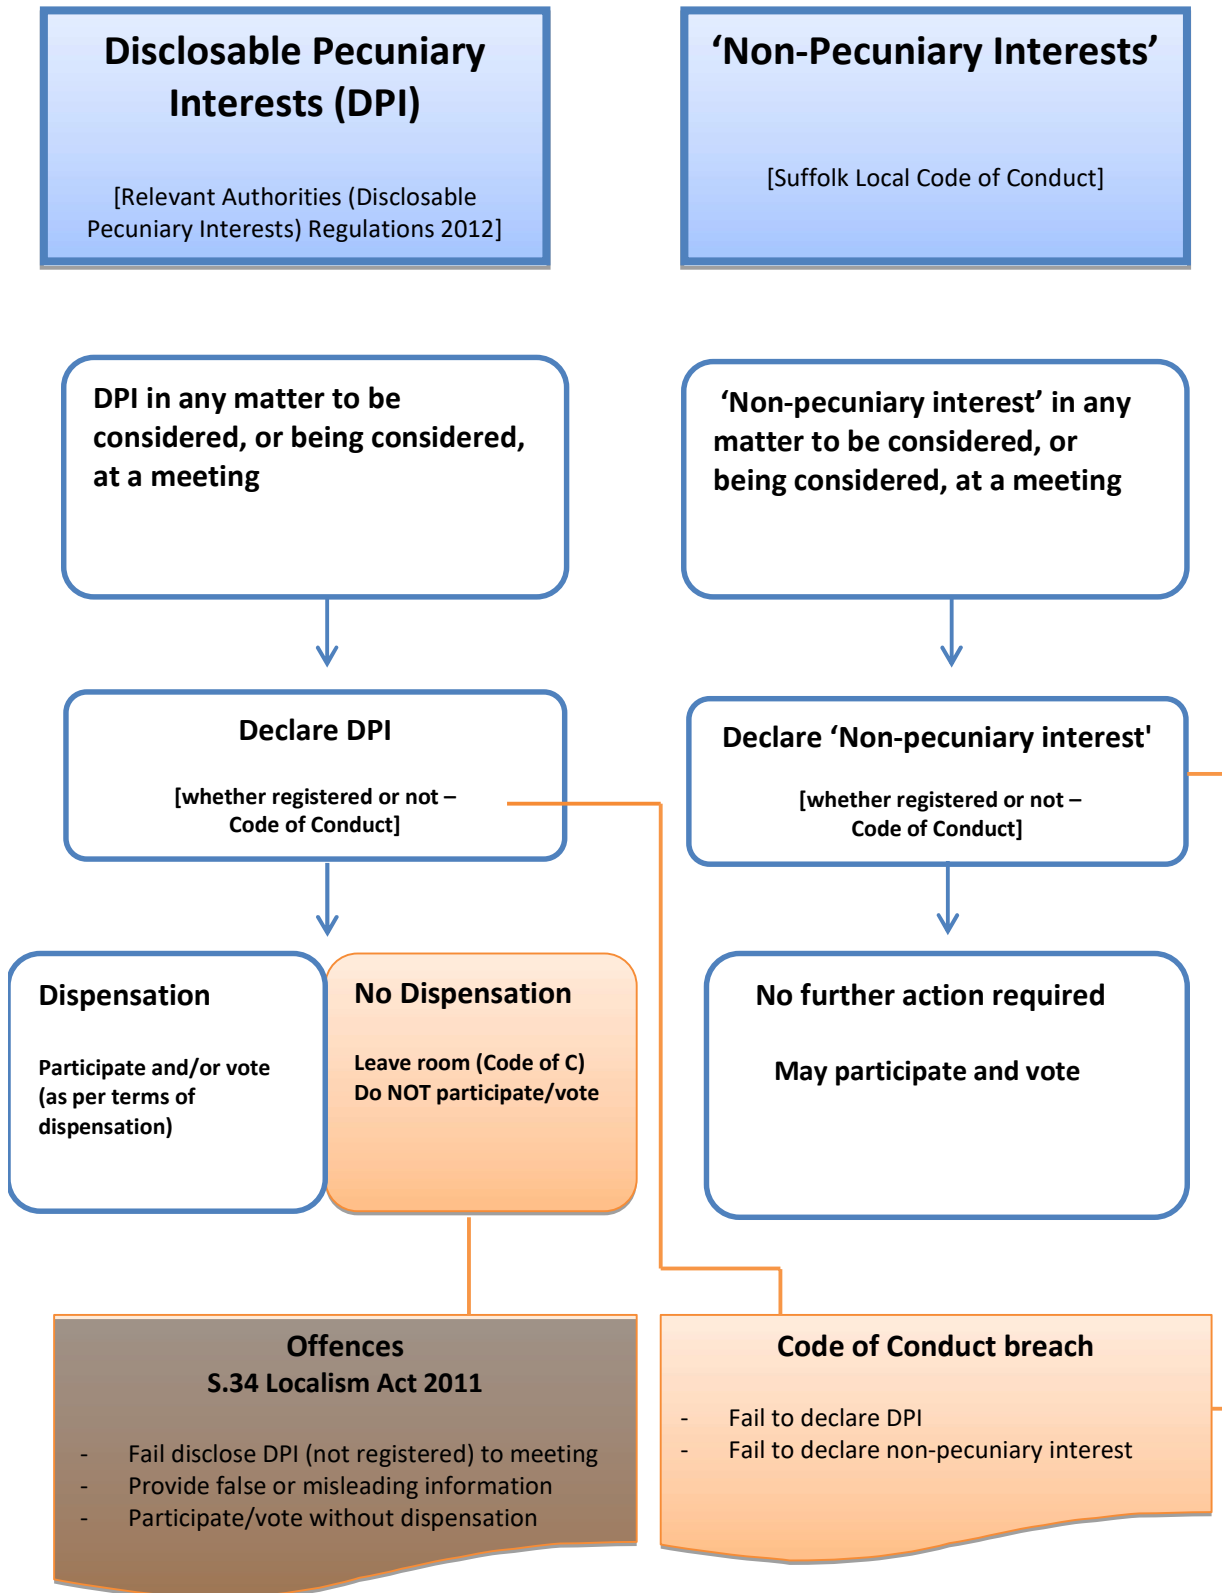 Disclosable Pecuniary
Interests (DPI)
[Relevant Authorities (Disclosable
Pecuniary Interests) Regulations 2012]
‘Non-Pecuniary Interests’
[Suffolk Local Code of Conduct]
DPI in any matter to be
considered, or being considered,
at a meeting
‘Non-pecuniary interest’ in any
matter to be considered, or
being considered, at a meeting
Declare DPI
[whether registered or not –
Code of Conduct]
Declare ‘Non-pecuniary interest'
[whether registered or not –
Code of Conduct]
Dispensation
Participate and/or vote
(as per terms of
dispensation)
No Dispensation
Leave room (Code of C)
Do NOT participate/vote
No further action required
May participate and vote
Offences
S.34 Localism Act 2011
- Fail disclose DPI (not registered) to meeting
- Provide false or misleading information
- Participate/vote without dispensation
Code of Conduct breach
- Fail to declare DPI
- Fail to declare non-pecuniary interest